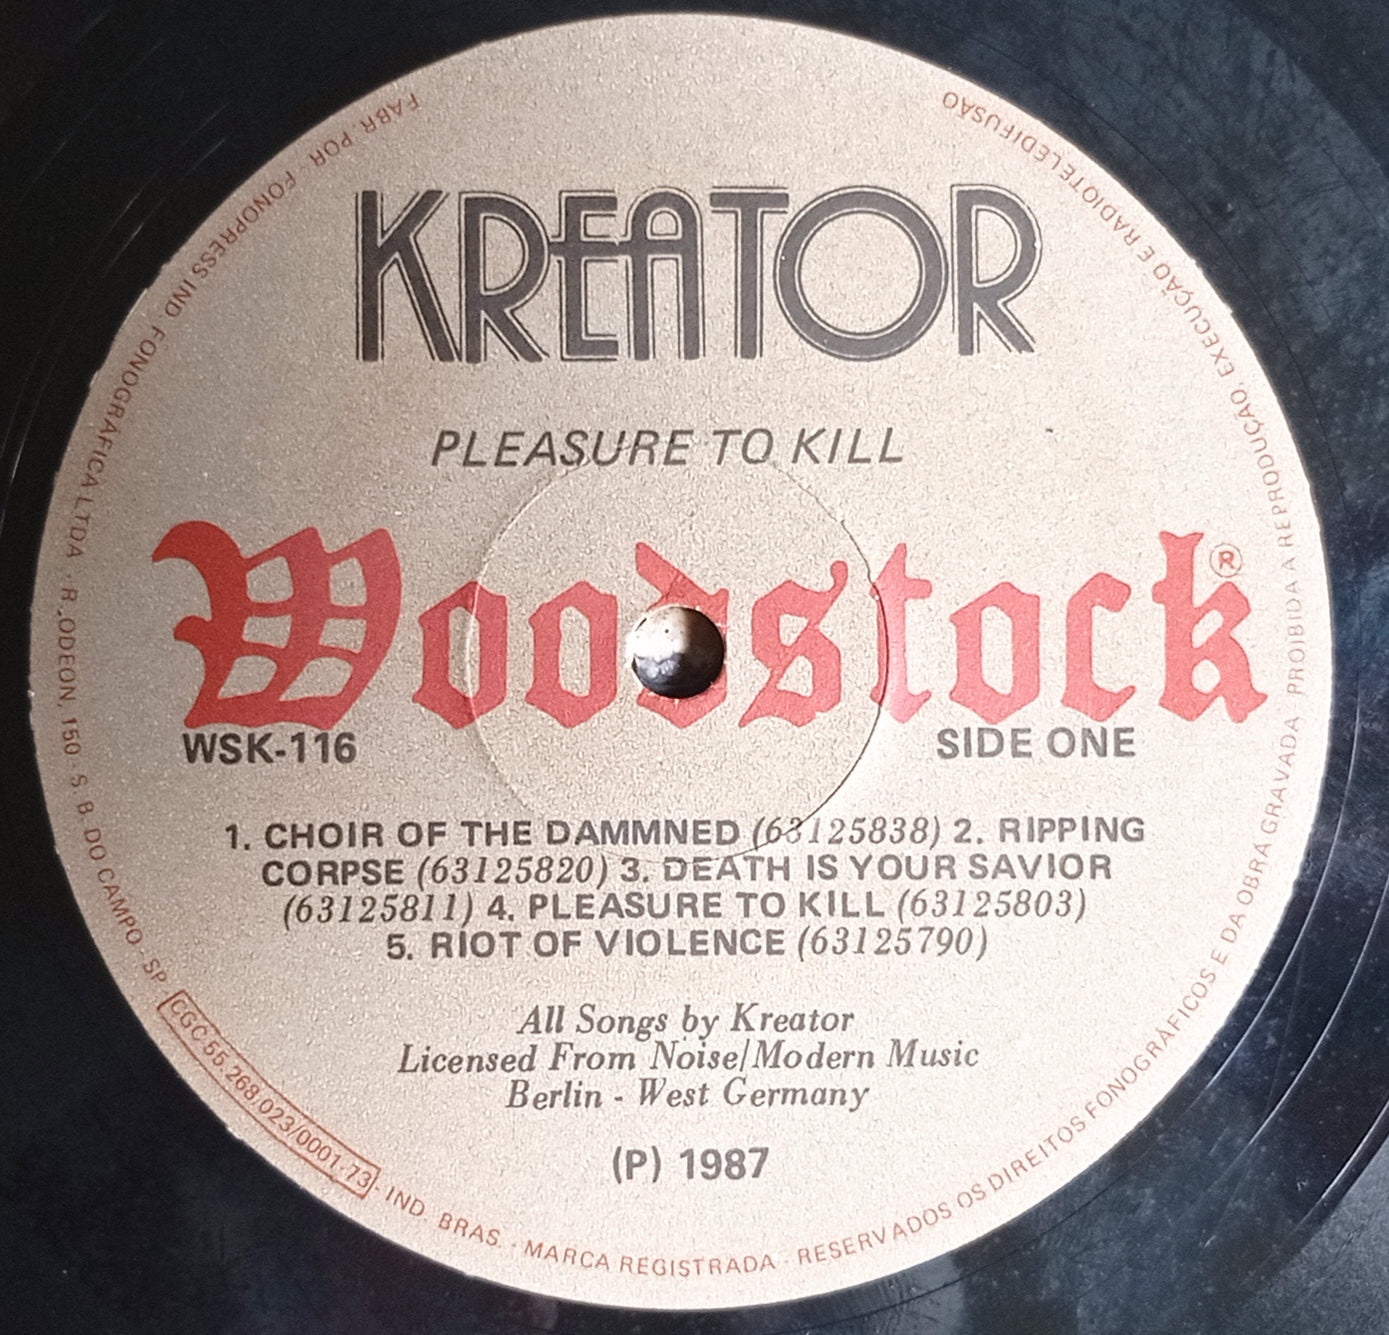 KREATOR
PLEASURE TO KILL
Woodstock ®
WSK-116
SIDE ONE
1. CHOIR OF THE DAMMNED (63125838) 2. RIPPING
CORPSE (63125820) 3. DEATH IS YOUR SAVIOR
(63125811) 4. PLEASURE TO KILL (63125803)
5. RIOT OF VIOLENCE (63125790)
All Songs by Kreator
Licensed From Noise/Modern Music
Berlin - West Germany
(P) 1987
FABR. POR FONOPRESS IND. FONOGRÁFICA LTDA · R. ODEON, 150 · S. B. DO CAMPO · SP · CGC 55.268.023/0001-73 · IND. BRAS. · MARCA REGISTRADA · RESERVADOS OS DIREITOS FONOGRÁFICOS E DA OBRA GRAVADA. PROIBIDA A REPRODUÇÃO, EXECUÇÃO E RADIOTELEDIFUSÃO